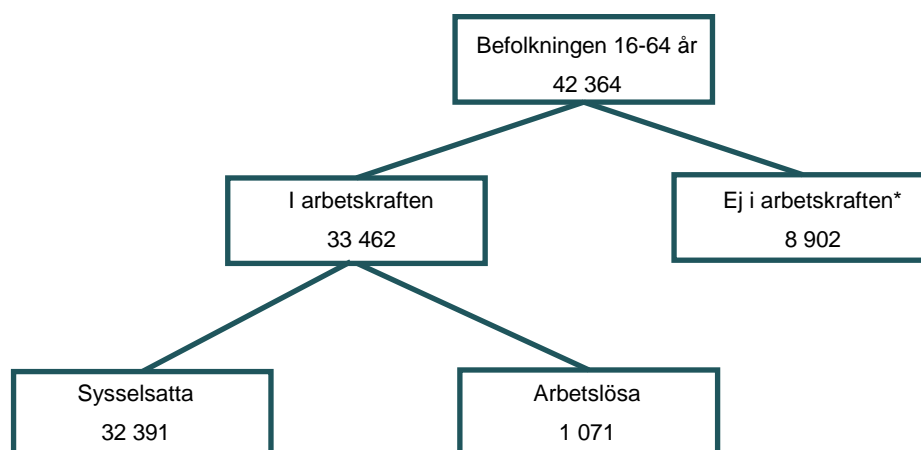 Befolkningen 16-64 år
42 364
I arbetskraften
33 462
Ej i arbetskraften*
8 902
Sysselsatta
32 391
Arbetslösa
1 071